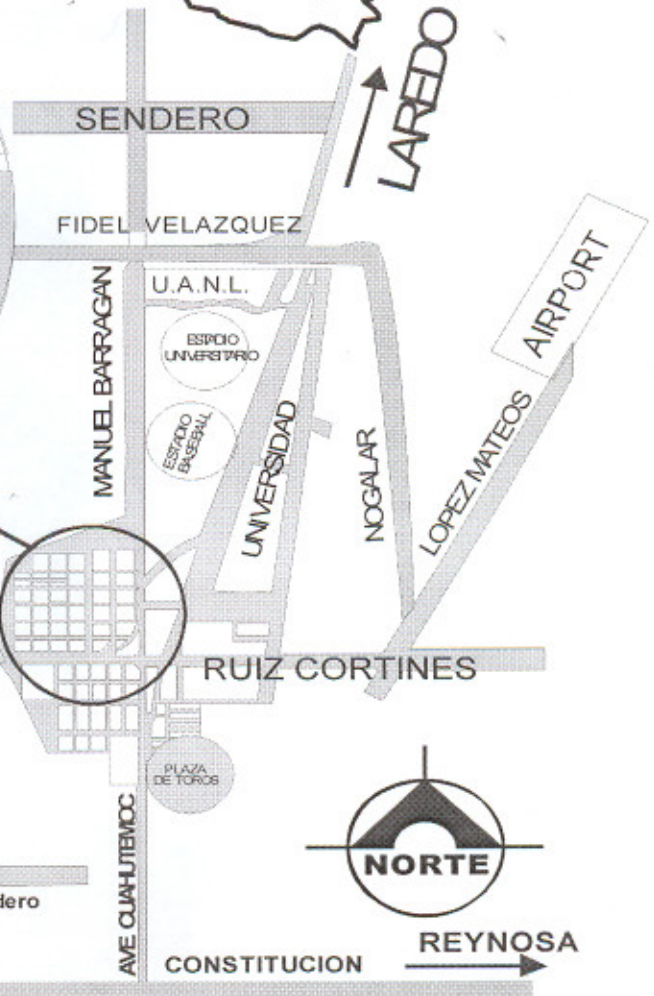 LAREDO
SENDERO
FIDEL VELAZQUEZ
AIRPORT
U.A.N.L.
MANUEL BARRAGAN
ESTADIO
UNIVERSITARIO
ESTADIO
BASEBALL
UNIVERSIDAD
NOGALAR
LOPEZ MATEOS
RUIZ CORTINES
PLAZA
DE TOROS
AVE. CUAHUTEMOC
NORTE
dero
REYNOSA
CONSTITUCION